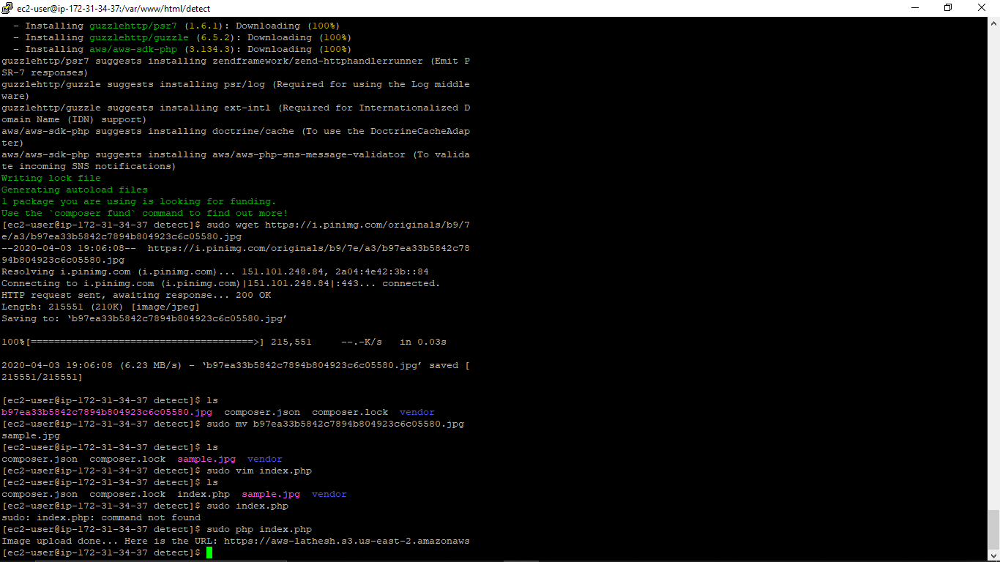 ec2-user@ip-172-31-34-37:/var/www/html/detect
  - Installing guzzlehttp/psr7 (1.6.1): Downloading (100%)
  - Installing guzzlehttp/guzzle (6.5.2): Downloading (100%)
  - Installing aws/aws-sdk-php (3.134.3): Downloading (100%)
guzzlehttp/psr7 suggests installing zendframework/zend-httphandlerrunner (Emit P
SR-7 responses)
guzzlehttp/guzzle suggests installing psr/log (Required for using the Log middle
ware)
guzzlehttp/guzzle suggests installing ext-intl (Required for Internationalized D
omain Name (IDN) support)
aws/aws-sdk-php suggests installing doctrine/cache (To use the DoctrineCacheAdap
ter)
aws/aws-sdk-php suggests installing aws/aws-php-sns-message-validator (To valida
te incoming SNS notifications)
Writing lock file
Generating autoload files
1 package you are using is looking for funding.
Use the `composer fund` command to find out more!
[ec2-user@ip-172-31-34-37 detect]$ sudo wget https://i.pinimg.com/originals/b9/7
e/a3/b97ea33b5842c7894b804923c6c05580.jpg
--2020-04-03 19:06:08--  https://i.pinimg.com/originals/b9/7e/a3/b97ea33b5842c78
94b804923c6c05580.jpg
Resolving i.pinimg.com (i.pinimg.com)... 151.101.248.84, 2a04:4e42:3b::84
Connecting to i.pinimg.com (i.pinimg.com)|151.101.248.84|:443... connected.
HTTP request sent, awaiting response... 200 OK
Length: 215551 (210K) [image/jpeg]
Saving to: ‘b97ea33b5842c7894b804923c6c05580.jpg’
100%[======================================>] 215,551     --.-K/s   in 0.03s
2020-04-03 19:06:08 (6.23 MB/s) - ‘b97ea33b5842c7894b804923c6c05580.jpg’ saved [
215551/215551]
[ec2-user@ip-172-31-34-37 detect]$ ls
b97ea33b5842c7894b804923c6c05580.jpg  composer.json  composer.lock  vendor
[ec2-user@ip-172-31-34-37 detect]$ sudo mv b97ea33b5842c7894b804923c6c05580.jpg
sample.jpg
[ec2-user@ip-172-31-34-37 detect]$ ls
composer.json  composer.lock  sample.jpg  vendor
[ec2-user@ip-172-31-34-37 detect]$ sudo vim index.php
[ec2-user@ip-172-31-34-37 detect]$ ls
composer.json  composer.lock  index.php  sample.jpg  vendor
[ec2-user@ip-172-31-34-37 detect]$ sudo index.php
sudo: index.php: command not found
[ec2-user@ip-172-31-34-37 detect]$ sudo php index.php
Image upload done... Here is the URL: https://aws-lathesh.s3.us-east-2.amazonaws
[ec2-user@ip-172-31-34-37 detect]$